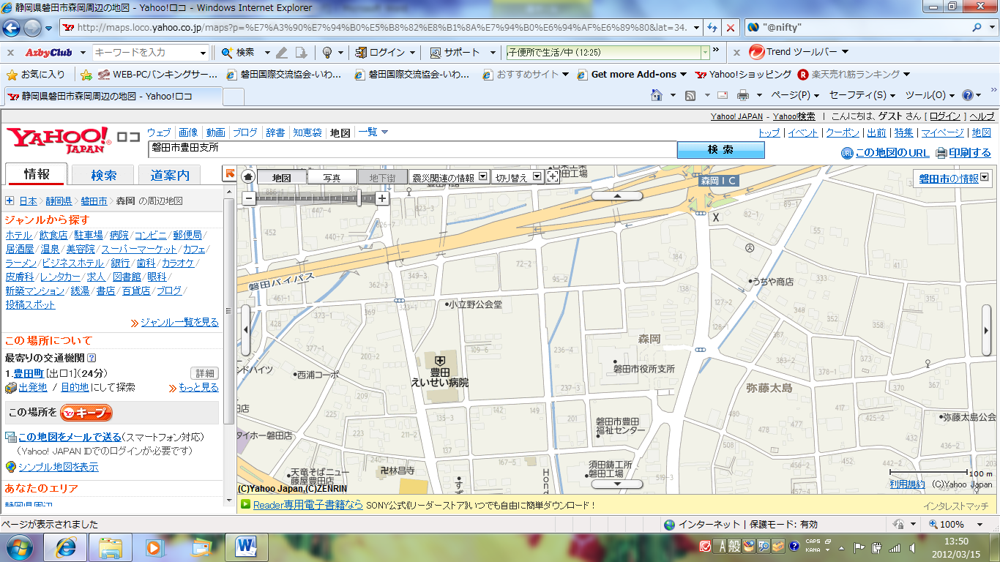 静岡県磐田市森岡周辺の地図 - Yahoo!ロコ - Windows Internet Explorer
http://maps.loco.yahoo.co.jp/maps?p=%E7%A3%90%E7%94%B0%E5%B8%82%E8%B1%8A%E7%94%B0%E6%94%AF%E6%89%80&lat=34.
"@nifty"
x AzbyClub キーワードを入力 検索 ログイン サポート 子便所で生活/中 (12:25) » x Trend ツールバー
お気に入り WEB-PCバンキングサー... 磐田国際交流協会-いわ... 磐田国際交流協会-いわ... おすすめサイト Get more Add-ons Yahoo!ショッピング 楽天売れ筋ランキング
静岡県磐田市森岡周辺の地図 - Yahoo!ロコ
ページ(P) セーフティ(S) ツール(O) »
Yahoo! JAPAN - Yahoo!検索 | こんにちは、ゲストさん [ ログイン ] ヘルプ
YAHOO! JAPAN ロコ
ウェブ | 画像 | 動画 | ブログ | 辞書 | 知恵袋 | 地図 | 一覧
トップ | イベント | クーポン | 出前 | 特集 | マイページ | 地図
磐田市豊田支所
検 索
URL この地図のURL 印刷する
情報 検索 道案内
地図 写真 地下街 震災関連の情報 切り替え
磐田市の情報
日本 > 静岡県 > 磐田市 > 森岡 の周辺地図
ジャンルから探す
ホテル / 飲食店 / 駐車場 / 病院 / コンビニ / 郵便局 /
居酒屋 / 温泉 / 美容院 / スーパーマーケット / カフェ /
ラーメン / ビジネスホテル / 銀行 / 歯科 / カラオケ /
皮膚科 / レンタカー / 求人 / 図書館 / 眼科 /
新築マンション / 銭湯 / 書店 / 百貨店 / ブログ /
投稿スポット
ジャンル一覧を見る
この場所について
最寄りの交通機関 ?
1.豊田町[出口1](24分) 詳細
出発地 / 目的地 にして探索 もっと見る
この場所を キープ
この地図をメールで送る(スマートフォン対応)
(Yahoo! JAPAN IDでのログインが必要です)
シンプル地図を表示
あなたのエリア
静岡県周辺
工場
森岡IC
X
447-4
823-3
826-7
452
440-7
82-1
89-1
磐田バイパス
72-2
95-2
184
362-3
349-3
461-1
うちや商店
小立野公会堂
138
127-2
348
315
428
373-1
369
352
377-1
358
森岡
200-2
109-6
236-4
383-2
378-1
ンドハイツ
西浦コーポ
豊田
えいせい病院
磐田市役所支所
弥藤太島
135-3
163-1
201
磐田市豊田
福祉センター
480
417
425-2
227
弥藤太島公会
タイホー磐田店
508
432
436-2
137
167-5
須田鋳工所
磐田工場
天竜そばニュー
藤屋豊田店
卍林昌寺
519-3
456
452
442-2
203
100 m
(C)Yahoo Japan,(C)ZENRIN
利用規約 (C)Yahoo Japan
Reader専用電子書籍なら SONY公式《リーダーストア》いつでも自由に簡単ダウンロード!
インタレストマッチ
ページが表示されました
インターネット | 保護モード: 有効
100%
A 般
CAPS
KANA
13:50
2012/03/15